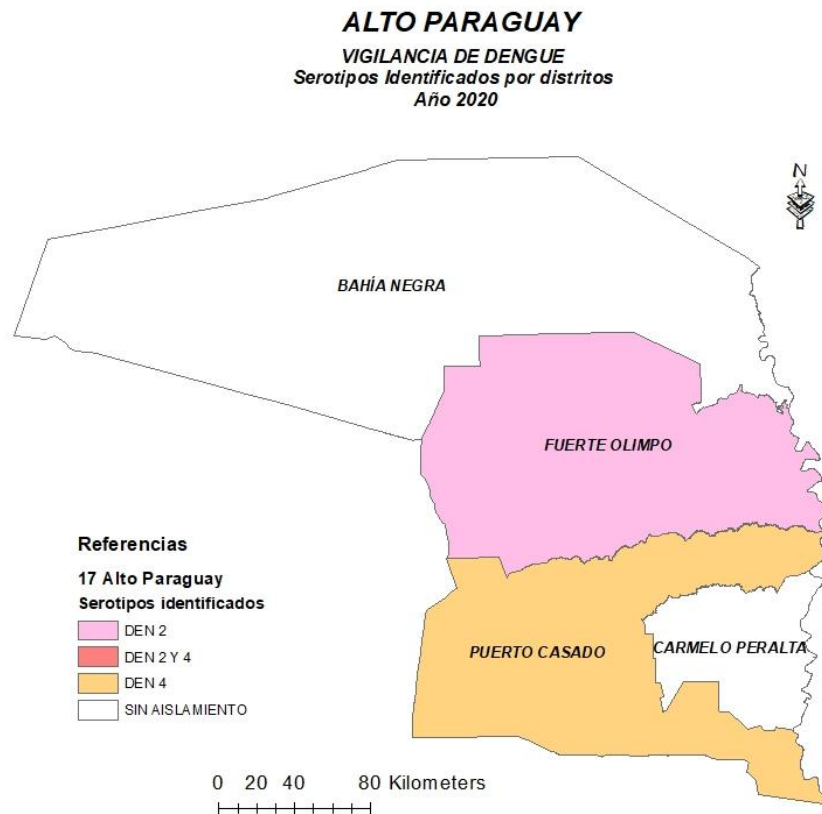 ALTO PARAGUAY
VIGILANCIA DE DENGUE
Serotipos Identificados por distritos
Año 2020
N
BAHÍA NEGRA
FUERTE OLIMPO
PUERTO CASADO
CARMELO PERALTA
Referencias
17 Alto Paraguay
Serotipos identificados
DEN 2
DEN 2 Y 4
DEN 4
SIN AISLAMIENTO
0 20 40 80 Kilometers